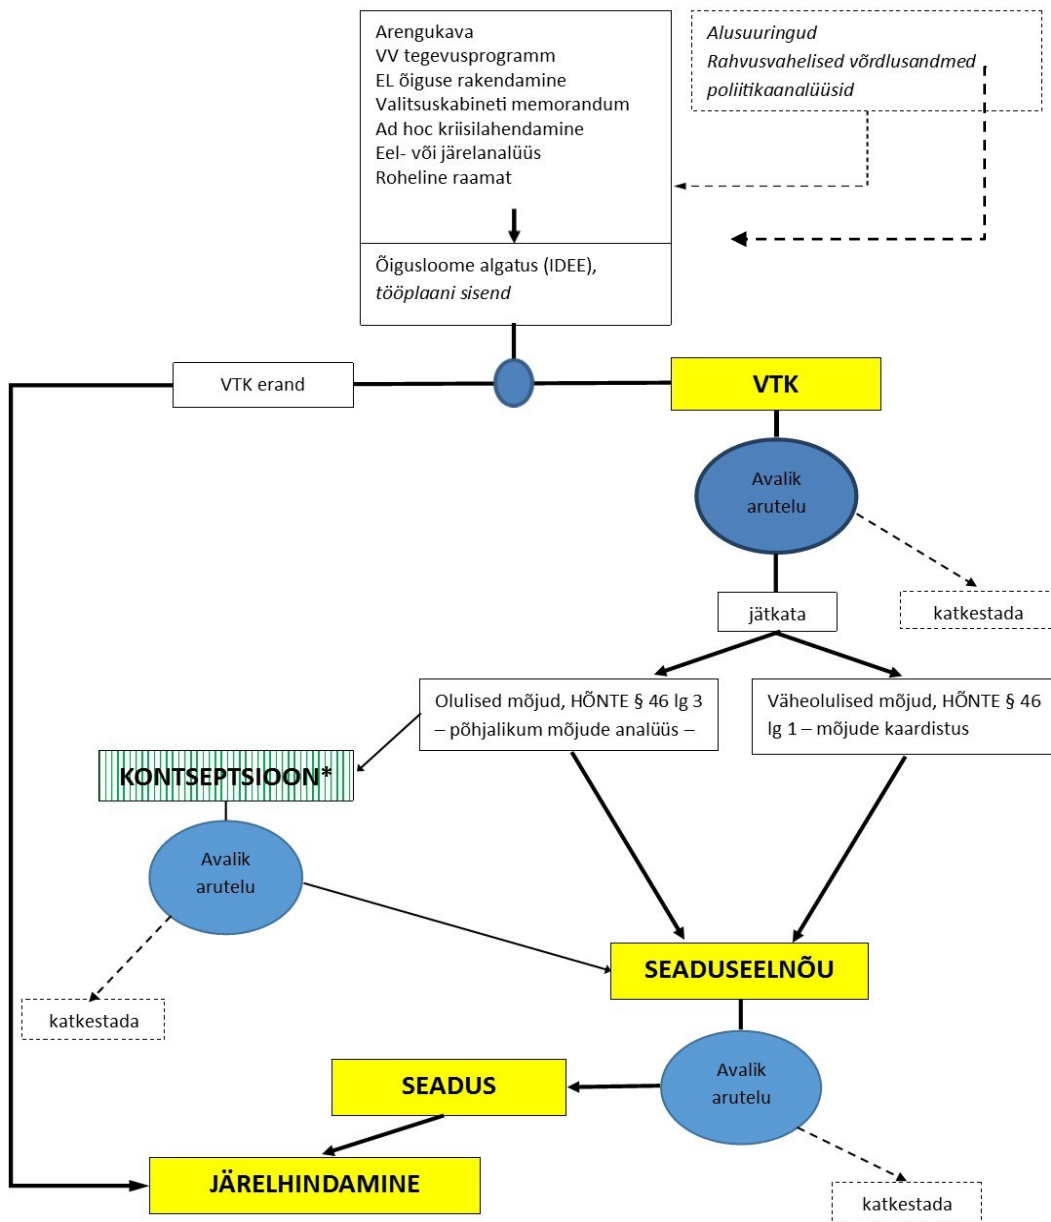 Arengukava
VV tegevusprogramm
EL õiguse rakendamine
Valitsuskabineti memorandum
Ad hoc kriisilahendamine
Eel- või järelanalüüs
Roheline raamat
Alusuuringud
Rahvusvahelised võrdlusandmed
poliitikaanalüüsid
Õigusloome algatus (IDEE),
tööplaani sisend
VTK erand
VTK
Avalik
arutelu
katkestada
jätkata
Olulised mõjud, HÕNTE § 46 lg 3
– põhjalikum mõjude analüüs –
Väheolulised mõjud, HÕNTE § 46
lg 1 – mõjude kaardistus
KONTSEPTSIOON*
Avalik
arutelu
katkestada
SEADUSEELNÕU
Avalik
arutelu
SEADUS
JÄRELHINDAMINE
katkestada